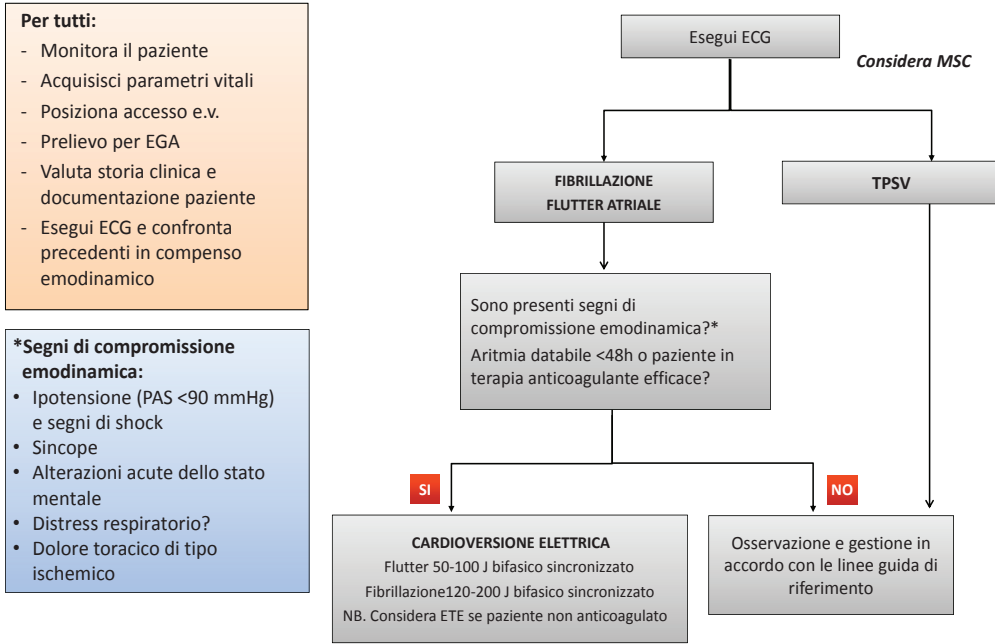 Per tutti:
- Monitora il paziente
- Acquisisci parametri vitali
- Posiziona accesso e.v.
- Prelievo per EGA
- Valuta storia clinica e
documentazione paziente
- Esegui ECG e confronta
precedenti in compenso
emodinamico
*Segni di compromissione
emodinamica:
• Ipotensione (PAS <90 mmHg)
e segni di shock
• Sincope
• Alterazioni acute dello stato
mentale
• Distress respiratorio?
• Dolore toracico di tipo
ischemico
Esegui ECG
Considera MSC
FIBRILLAZIONE
FLUTTER ATRIALE
TPSV
Sono presenti segni di
compromissione emodinamica?*
Aritmia databile <48h o paziente in
terapia anticoagulante efficace?
SI
NO
CARDIOVERSIONE ELETTRICA
Flutter 50-100 J bifasico sincronizzato
Fibrillazione120-200 J bifasico sincronizzato
NB. Considera ETE se paziente non anticoagulato
Osservazione e gestione in
accordo con le linee guida di
riferimento